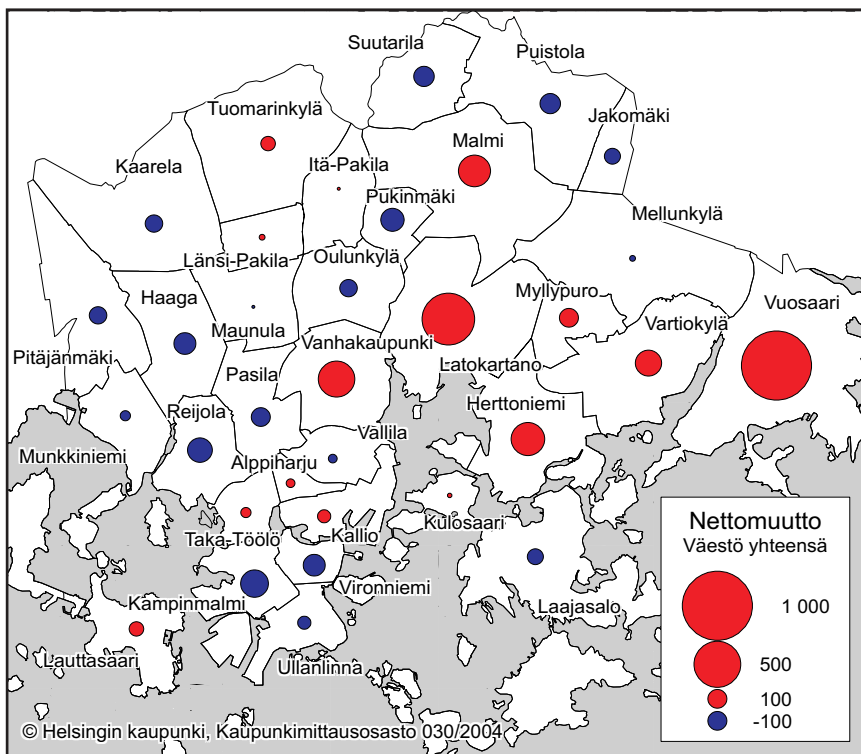 Suutarila
Puistola
Tuomarinkylä
Jakomäki
Malmi
Itä-Pakila
Kaarela
Pukinmäki
Mellunkylä
Länsi-Pakila
Oulunkylä
Haaga
Myllypuro
Vuosaari
Maunula
Vartiokylä
Vanhakaupunki
Pitäjänmäki
Latokartano
Pasila
Reijola
Herttoniemi
Vällila
Munkkiniemi
Alppiharju
Kulosaari
Taka-Töölö
Kallio
Vironniemi
Kampinmalmi
Laajasalo
Lauttasaari
Ullanlinna
Nettomuutto
Väestö yhteensä
1 000
500
100
-100
© Helsingin kaupunki, Kaupunkimittausosasto 030/2004